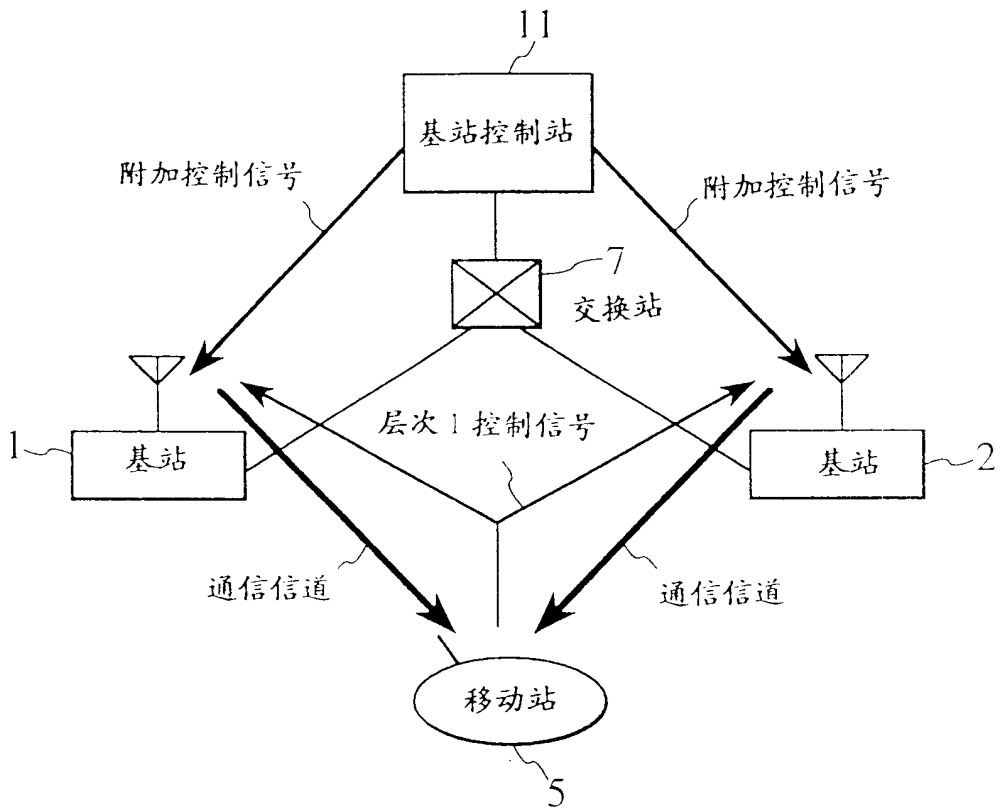 11
基站控制站
附加控制信号
附加控制信号
7
交换站
层次1控制信号
1
基站
基站
2
通信信道
通信信道
移动站
5